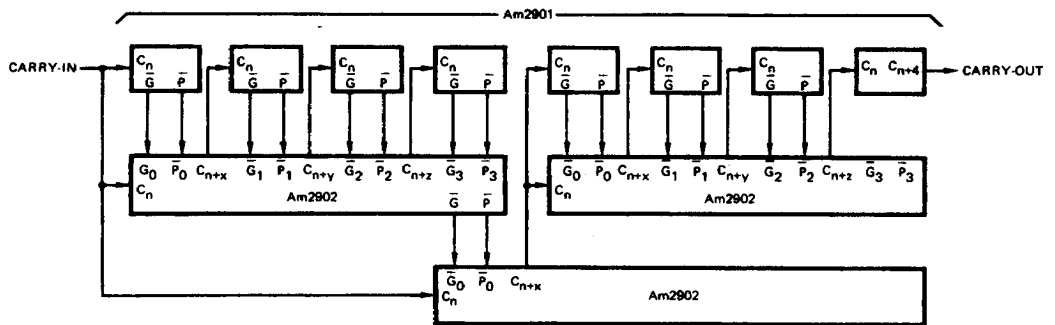 Am2901
CARRY-IN
Cn
G̅ P̅
Cn
G̅ P̅
Cn
G̅ P̅
Cn
G̅ P̅
Cn
G̅ P̅
Cn
G̅ P̅
Cn
G̅ P̅
Cn Cn+4
CARRY-OUT
G0 P̅0 Cn+x G̅1 P̅1 Cn+y G̅2 P̅2 Cn+z G̅3 P̅3
Cn
Am2902
G̅ P̅
G̅0 P̅0 Cn+x G̅1 P̅1 Cn+y G̅2 P̅2 Cn+z G̅3 P̅3
Cn
Am2902
G̅0 P̅0 Cn+x
Cn
Am2902